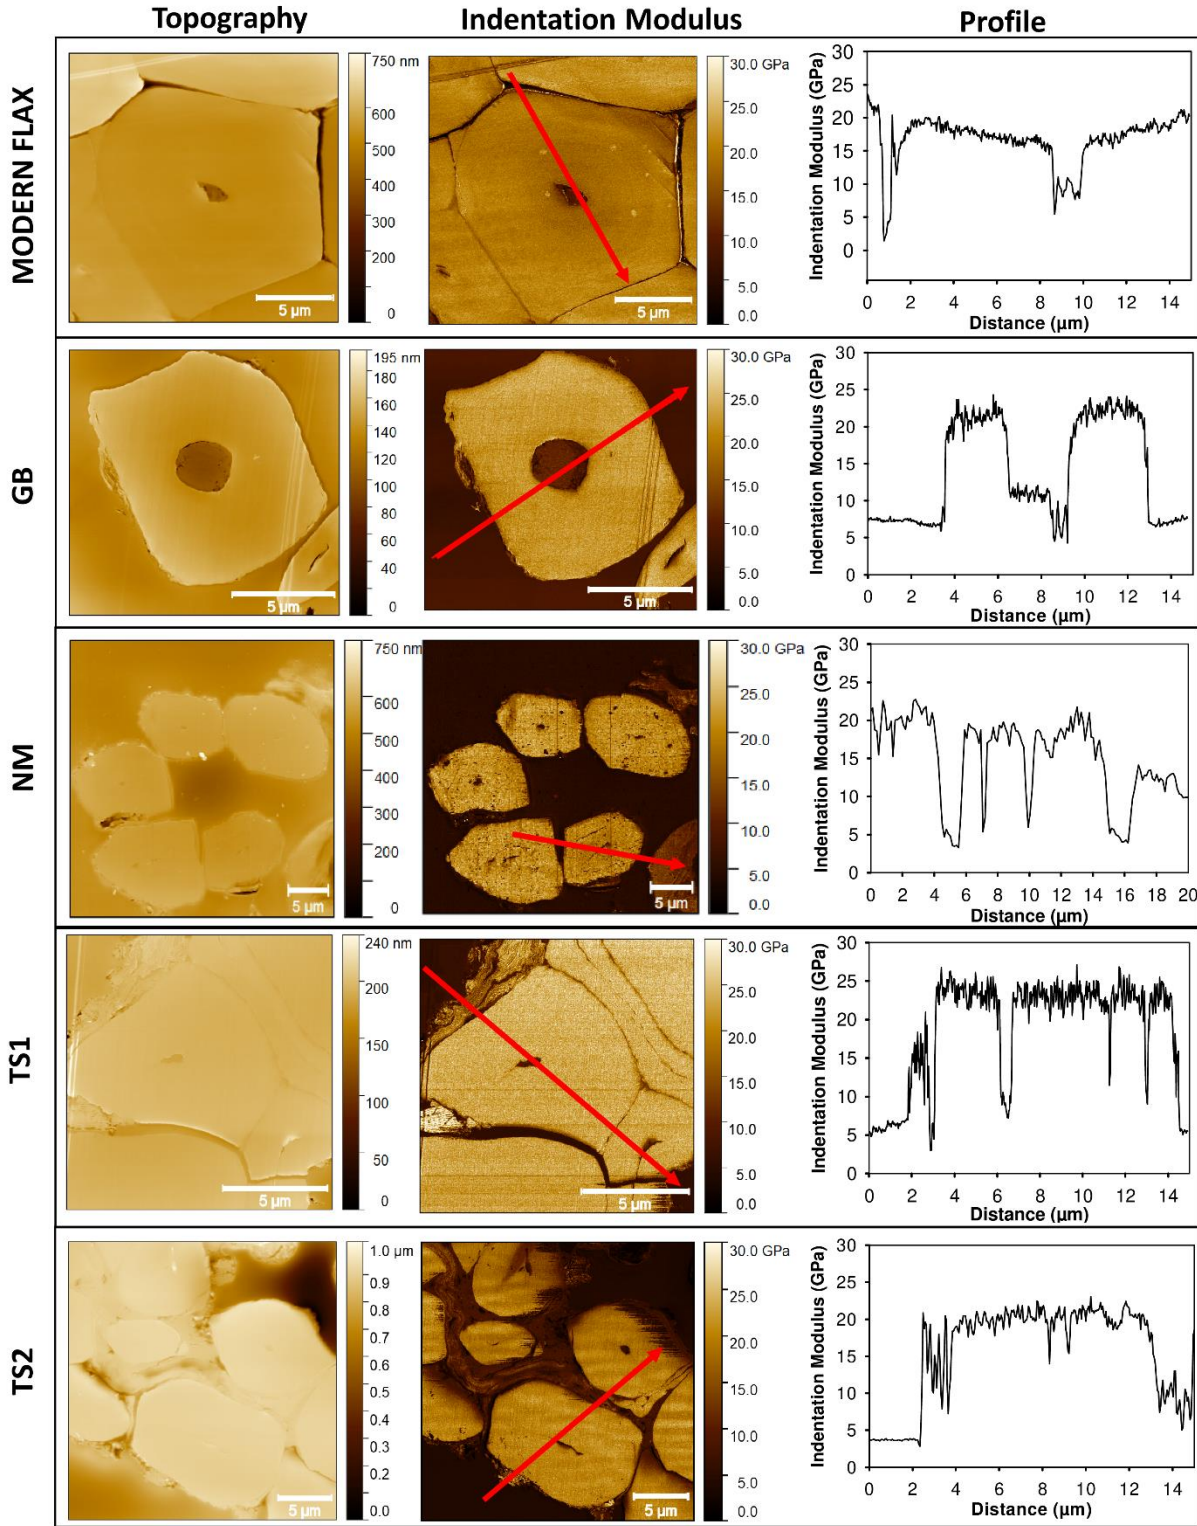 Topography Indentation Modulus Profile
MODERN FLAX
750 nm
600
500
400
300
200
0
5 µm
30.0 GPa
25.0
20.0
15.0
10.0
5.0
0.0
5 µm
Indentation Modulus (GPa)
30
25
20
15
10
5
0
0 2 4 6 8 10 12 14
Distance (µm)
GB
195 nm
180
160
140
120
100
80
60
40
20
0
5 µm
30.0 GPa
25.0
20.0
15.0
10.0
5.0
0.0
5 µm
Indentation Modulus (GPa)
30
25
20
15
10
5
0
0 2 4 6 8 10 12 14
Distance (µm)
NM
750 nm
600
500
400
300
200
0
5 µm
30.0 GPa
25.0
20.0
15.0
10.0
5.0
0.0
5 µm
Indentation Modulus (GPa)
30
25
20
15
10
5
0
0 2 4 6 8 10 12 14 16 18 20
Distance (µm)
TS1
240 nm
200
150
100
50
0
5 µm
30.0 GPa
25.0
20.0
15.0
10.0
5.0
0.0
5 µm
Indentation Modulus (GPa)
30
25
20
15
10
5
0
0 2 4 6 8 10 12 14
Distance (µm)
TS2
1.0 µm
0.9
0.8
0.7
0.6
0.5
0.4
0.3
0.2
0.0
5 µm
30.0 GPa
25.0
20.0
15.0
10.0
5.0
0.0
5 µm
Indentation Modulus (GPa)
30
25
20
15
10
5
0
0 2 4 6 8 10 12 14
Distance (µm)